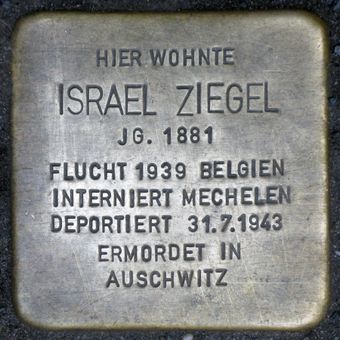 HIER WOHNTE
ISRAEL ZIEGEL
JG. 1881
FLUCHT 1939 BELGIEN
INTERNIERT MECHELEN
DEPORTIERT 31.7.1943
ERMORDET IN
AUSCHWITZ